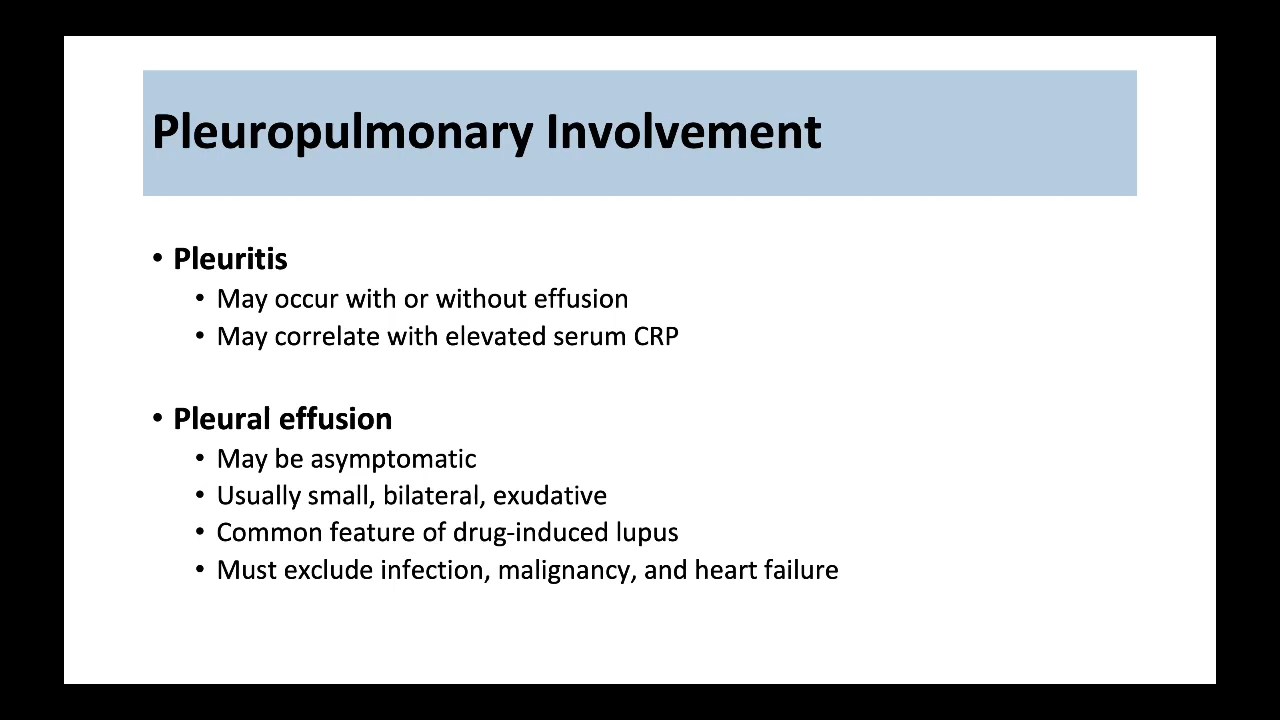 Pleuropulmonary Involvement
• Pleuritis
• May occur with or without effusion
• May correlate with elevated serum CRP
• Pleural effusion
• May be asymptomatic
• Usually small, bilateral, exudative
• Common feature of drug-induced lupus
• Must exclude infection, malignancy, and heart failure